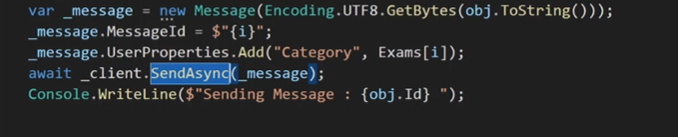 var _message = new Message(Encoding.UTF8.GetBytes(obj.ToString()));
_message.MessageId = $"{i}";
_message.UserProperties.Add("Category", Exams[i]);
await _client.SendAsync(_message);
Console.WriteLine($"Sending Message : {obj.Id} ");